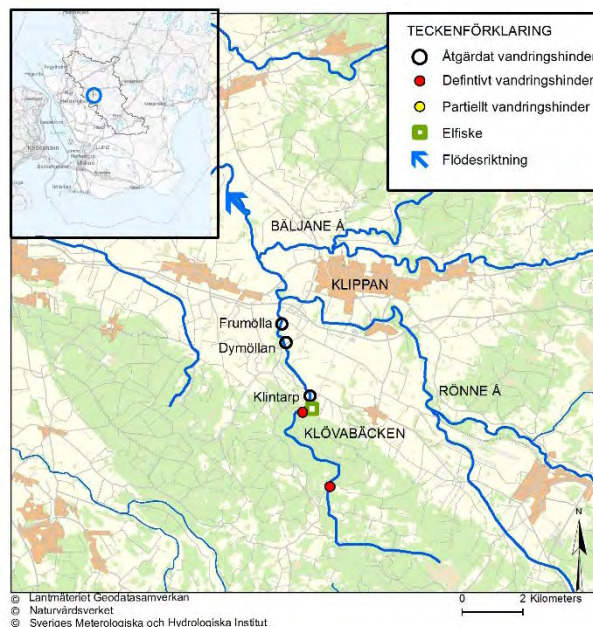 TECKENFÖRKLARING
Åtgärdat vandringshinder
Defintivt vandringshinder
Partiellt vandringshinder
Elfiske
Flödesriktning
BÄLJANE Å
KLIPPAN
Frumölla
Dymöllan
RÖNNE Å
Klintarp
KLÖVABÄCKEN
N
0 2 Kilometers
© Lantmäteriet Geodatasamverkan
© Naturvårdsverket
© Sveriges Meterologiska och Hydrologiska Institut